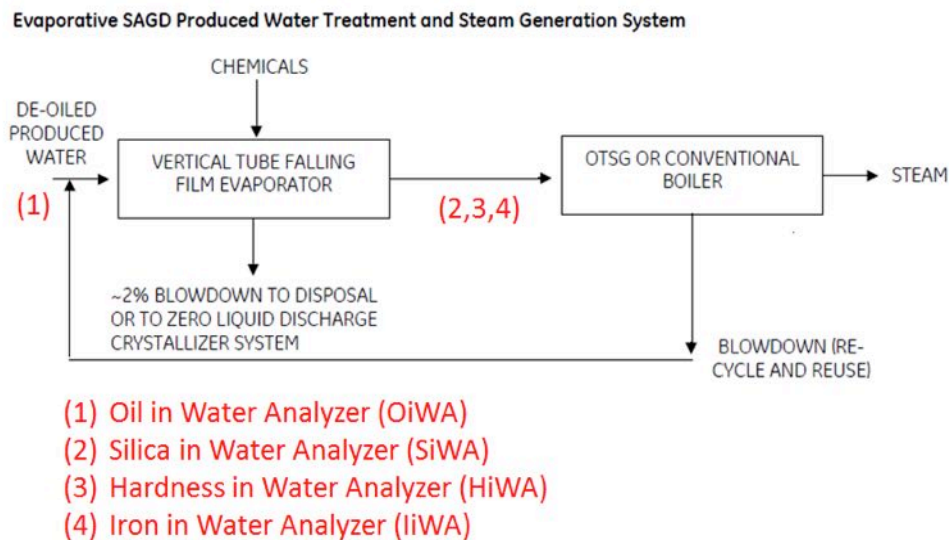 Evaporative SAGD Produced Water Treatment and Steam Generation System
CHEMICALS
DE-OILED
PRODUCED
WATER
(1)
VERTICAL TUBE FALLING
FILM EVAPORATOR
(2,3,4)
OTSG OR CONVENTIONAL
BOILER
STEAM
~2% BLOWDOWN TO DISPOSAL
OR TO ZERO LIQUID DISCHARGE
CRYSTALLIZER SYSTEM
BLOWDOWN (RE-
CYCLE AND REUSE)
(1) Oil in Water Analyzer (OiWA)
(2) Silica in Water Analyzer (SiWA)
(3) Hardness in Water Analyzer (HiWA)
(4) Iron in Water Analyzer (IiWA)